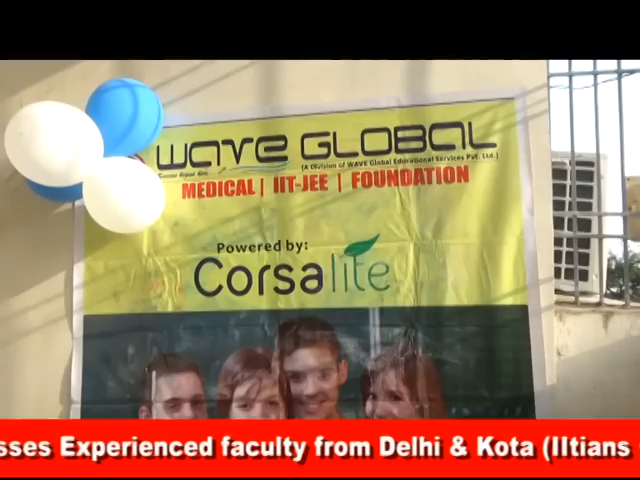 WAVE GLOBAL
(A Division of WAVE Global Educational Services Pvt. Ltd.)
MEDICAL | IIT-JEE | FOUNDATION
Powered by:
Corsalite
sses Experienced faculty from Delhi & Kota (IItians